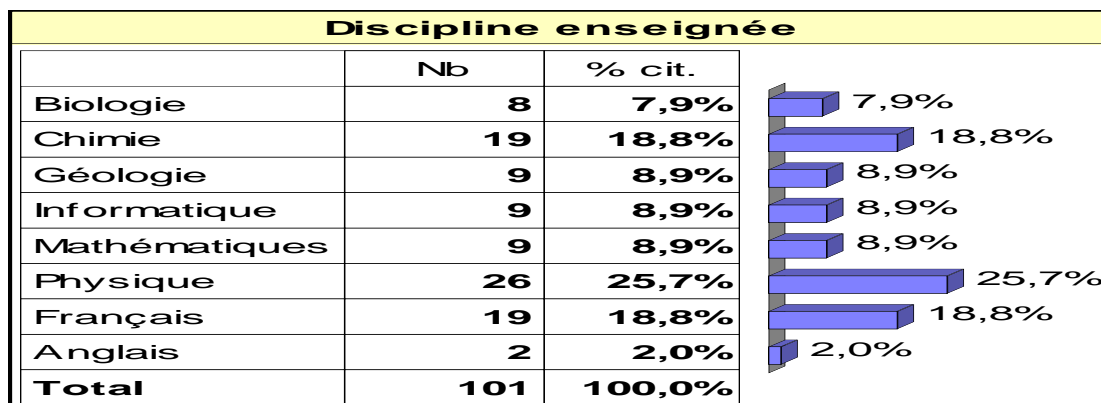 Discipline enseignée
Nb % cit.
Biologie 8 7,9% 7,9%
Chimie 19 18,8% 18,8%
Géologie 9 8,9% 8,9%
Informatique 9 8,9% 8,9%
Mathématiques 9 8,9% 8,9%
Physique 26 25,7% 25,7%
Français 19 18,8% 18,8%
Anglais 2 2,0% 2,0%
Total 101 100,0%